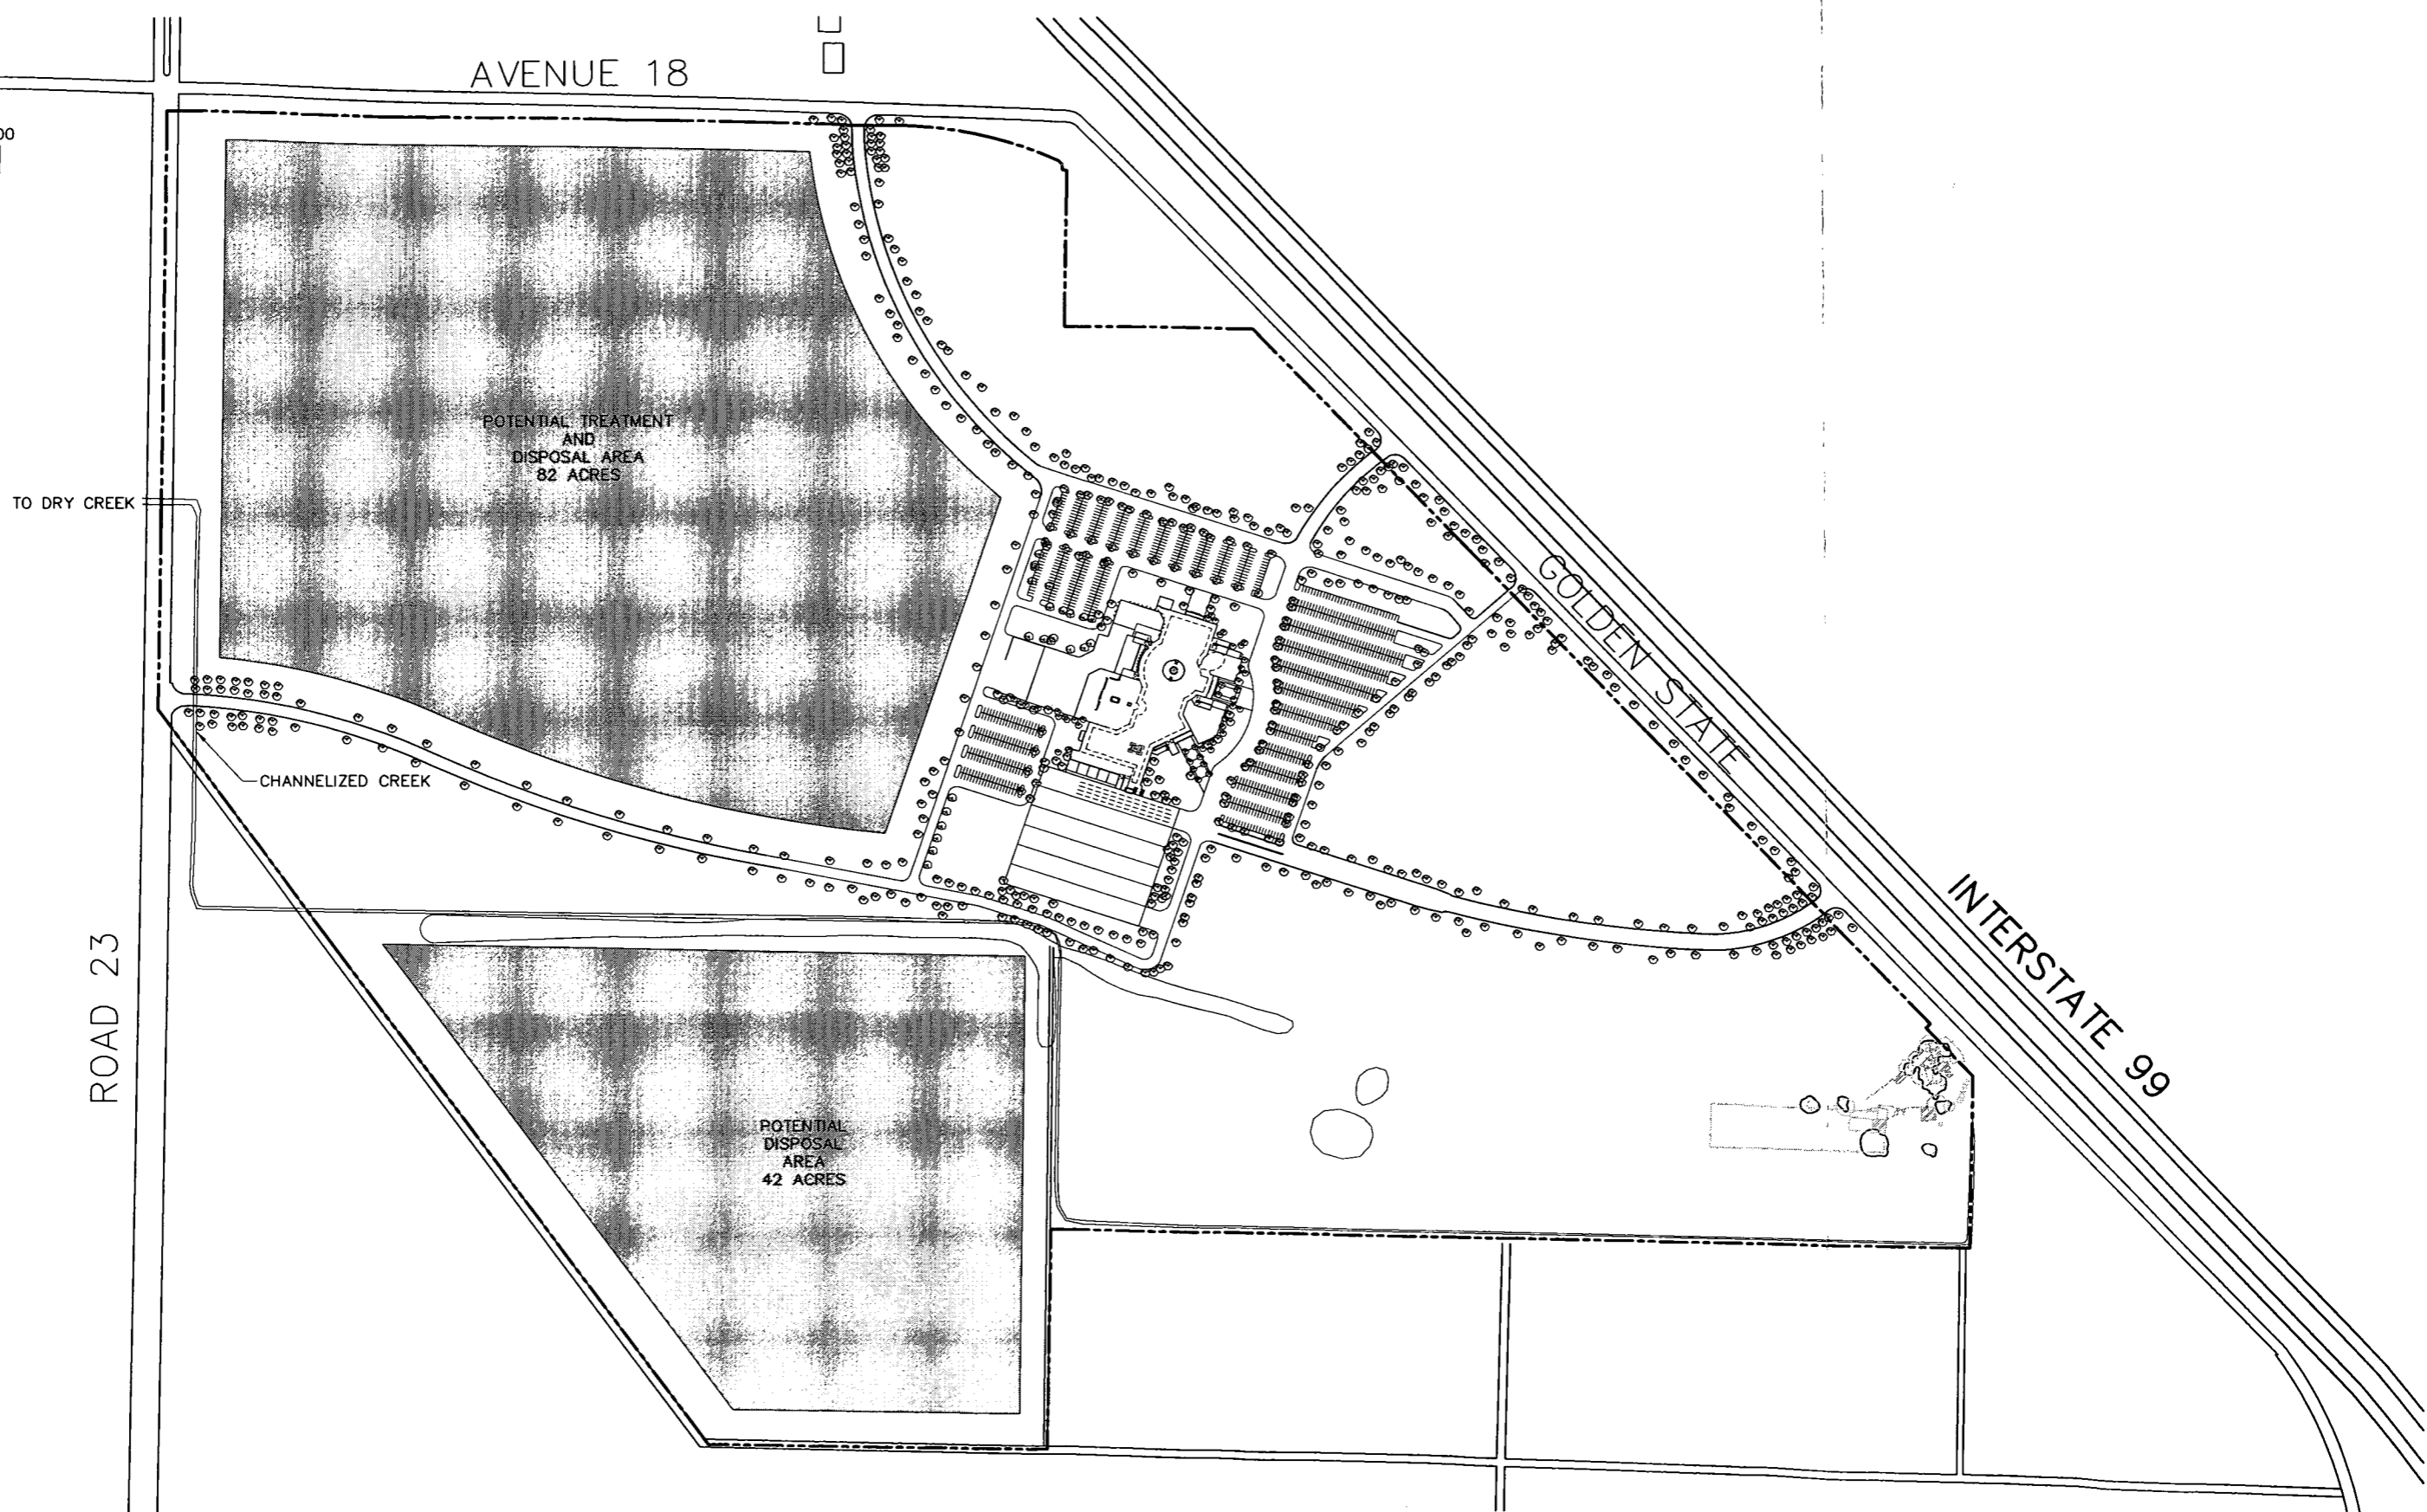 AVENUE 18
00
POTENTIAL TREATMENT
AND
DISPOSAL AREA
82 ACRES
TO DRY CREEK
GOLDEN STATE
CHANNELIZED CREEK
INTERSTATE 99
ROAD 23
POTENTIAL
DISPOSAL
AREA
42 ACRES